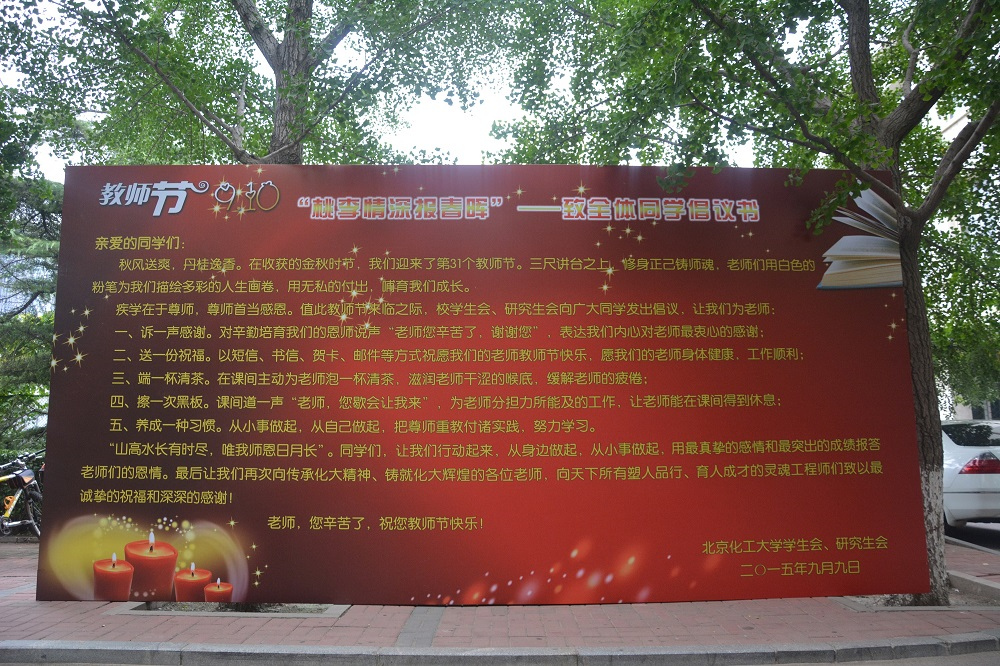 教师节 9.10
“桃李情深报春晖”——致全体同学倡议书
亲爱的同学们：
秋风送爽，丹桂逸香。在收获的金秋时节，我们迎来了第31个教师节。三尺讲台之上，修身正己铸师魂，老师们用白色的
粉笔为我们描绘多彩的人生画卷，用无私的付出，哺育我们成长。
疾学在于尊师，尊师首当感恩。值此教师节来临之际，校学生会、研究生会向广大同学发出倡议，让我们为老师：
一、诉一声感谢。对辛勤培育我们的恩师说声“老师您辛苦了，谢谢您”，表达我们内心对老师最衷心的感谢；
二、送一份祝福。以短信、书信、贺卡、邮件等方式祝愿我们的老师教师节快乐，愿我们的老师身体健康，工作顺利；
三、端一杯清茶。在课间主动为老师泡一杯清茶，滋润老师干涩的喉底，缓解老师的疲倦；
四、擦一次黑板。课间道一声“老师，您歇会让我来”，为老师分担力所能及的工作，让老师能在课间得到休息；
五、养成一种习惯。从小事做起，从自己做起，把尊师重教付诸实践，努力学习。
“山高水长有时尽，唯我师恩日月长”。同学们，让我们行动起来，从身边做起，从小事做起，用最真挚的感情和最突出的成绩报答
老师们的恩情。最后让我们再次向传承化大精神、铸就化大辉煌的各位老师，向天下所有塑人品行、育人成才的灵魂工程师们致以最
诚挚的祝福和深深的感谢！
老师，您辛苦了，祝您教师节快乐！
北京化工大学学生会、研究生会
二〇一五年九月九日